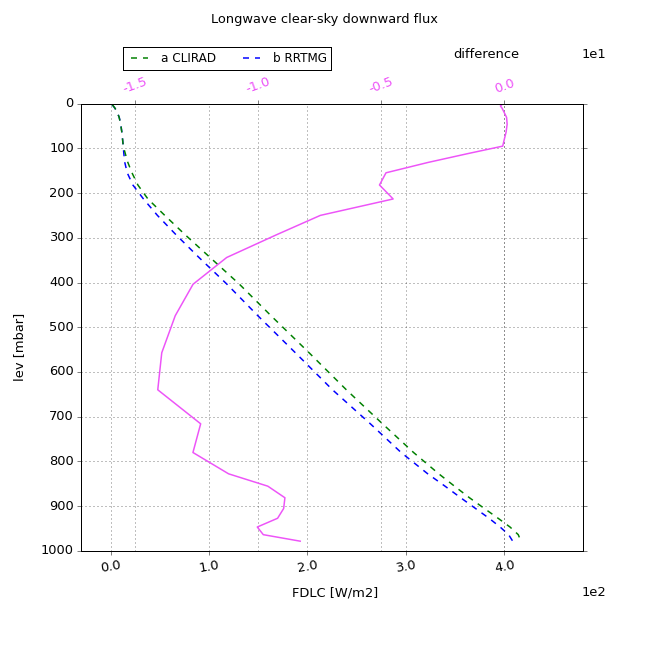 Longwave clear-sky downward flux
a CLIRAD b RRTMG
difference 1e1
-1.5 -1.0 -0.5 0.0
0
100
200
300
400
500
600
700
800
900
1000
lev [mbar]
0.0 1.0 2.0 3.0 4.0
FDLC [W/m2] 1e2